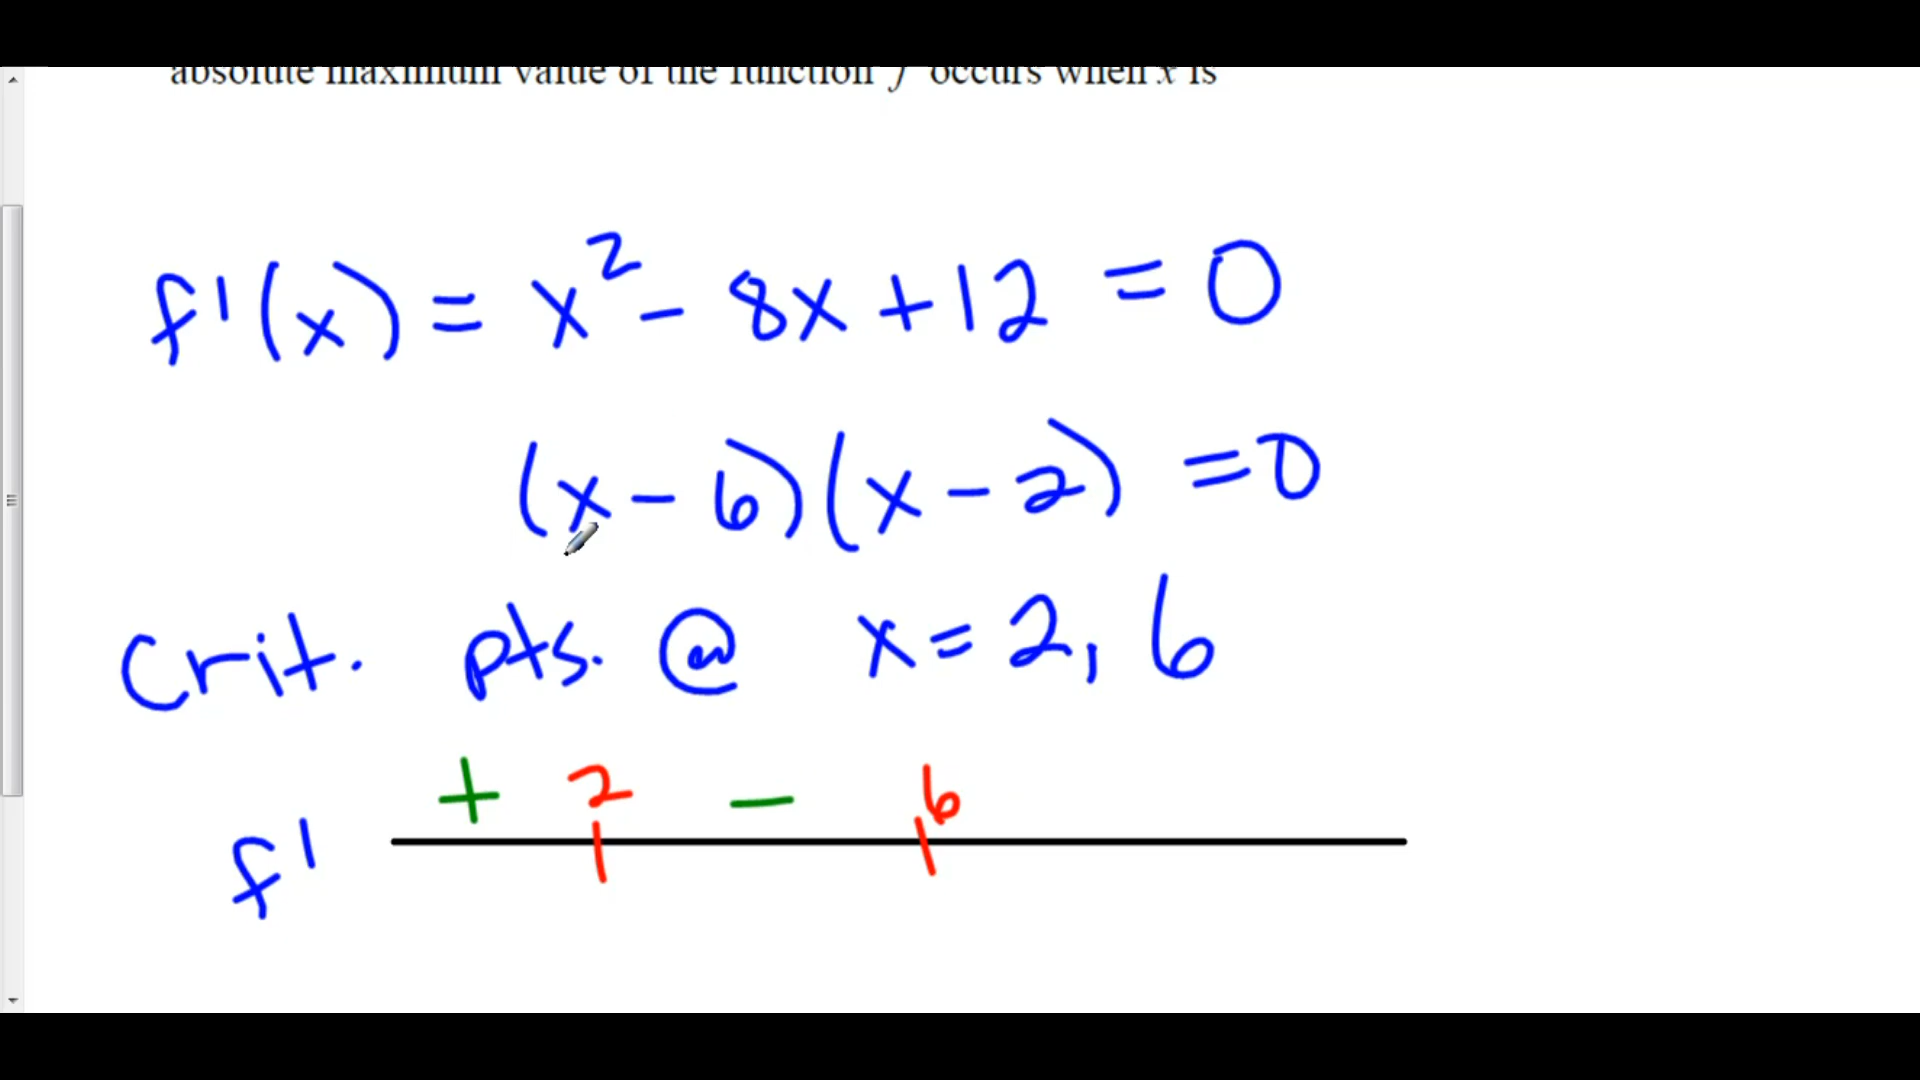 absolute maximum value of the function f occurs when x is
f'(x) = x² - 8x + 12 = 0
(x - 6)(x - 2) = 0
Crit. pts. @ x = 2, 6
+ 2 - 6
f'